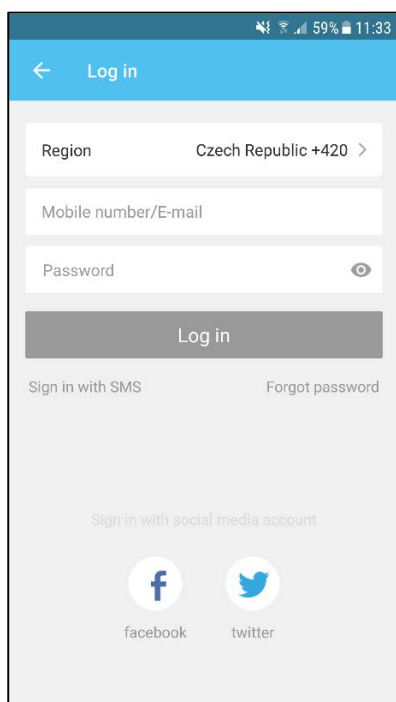 59% 11:33
Log in
Region Czech Republic +420
Mobile number/E-mail
Password
Log in
Sign in with SMS Forgot password
Sign in with social media account
facebook twitter